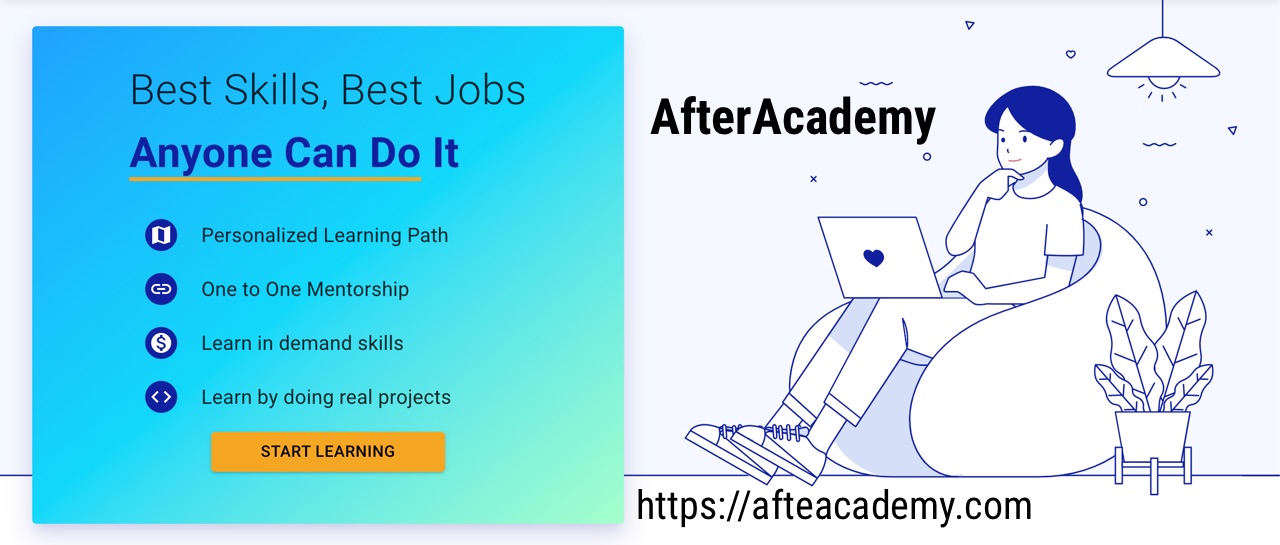 Best Skills, Best Jobs
Anyone Can Do It
Personalized Learning Path
One to One Mentorship
Learn in demand skills
Learn by doing real projects
START LEARNING
AfterAcademy
https://afteacademy.com